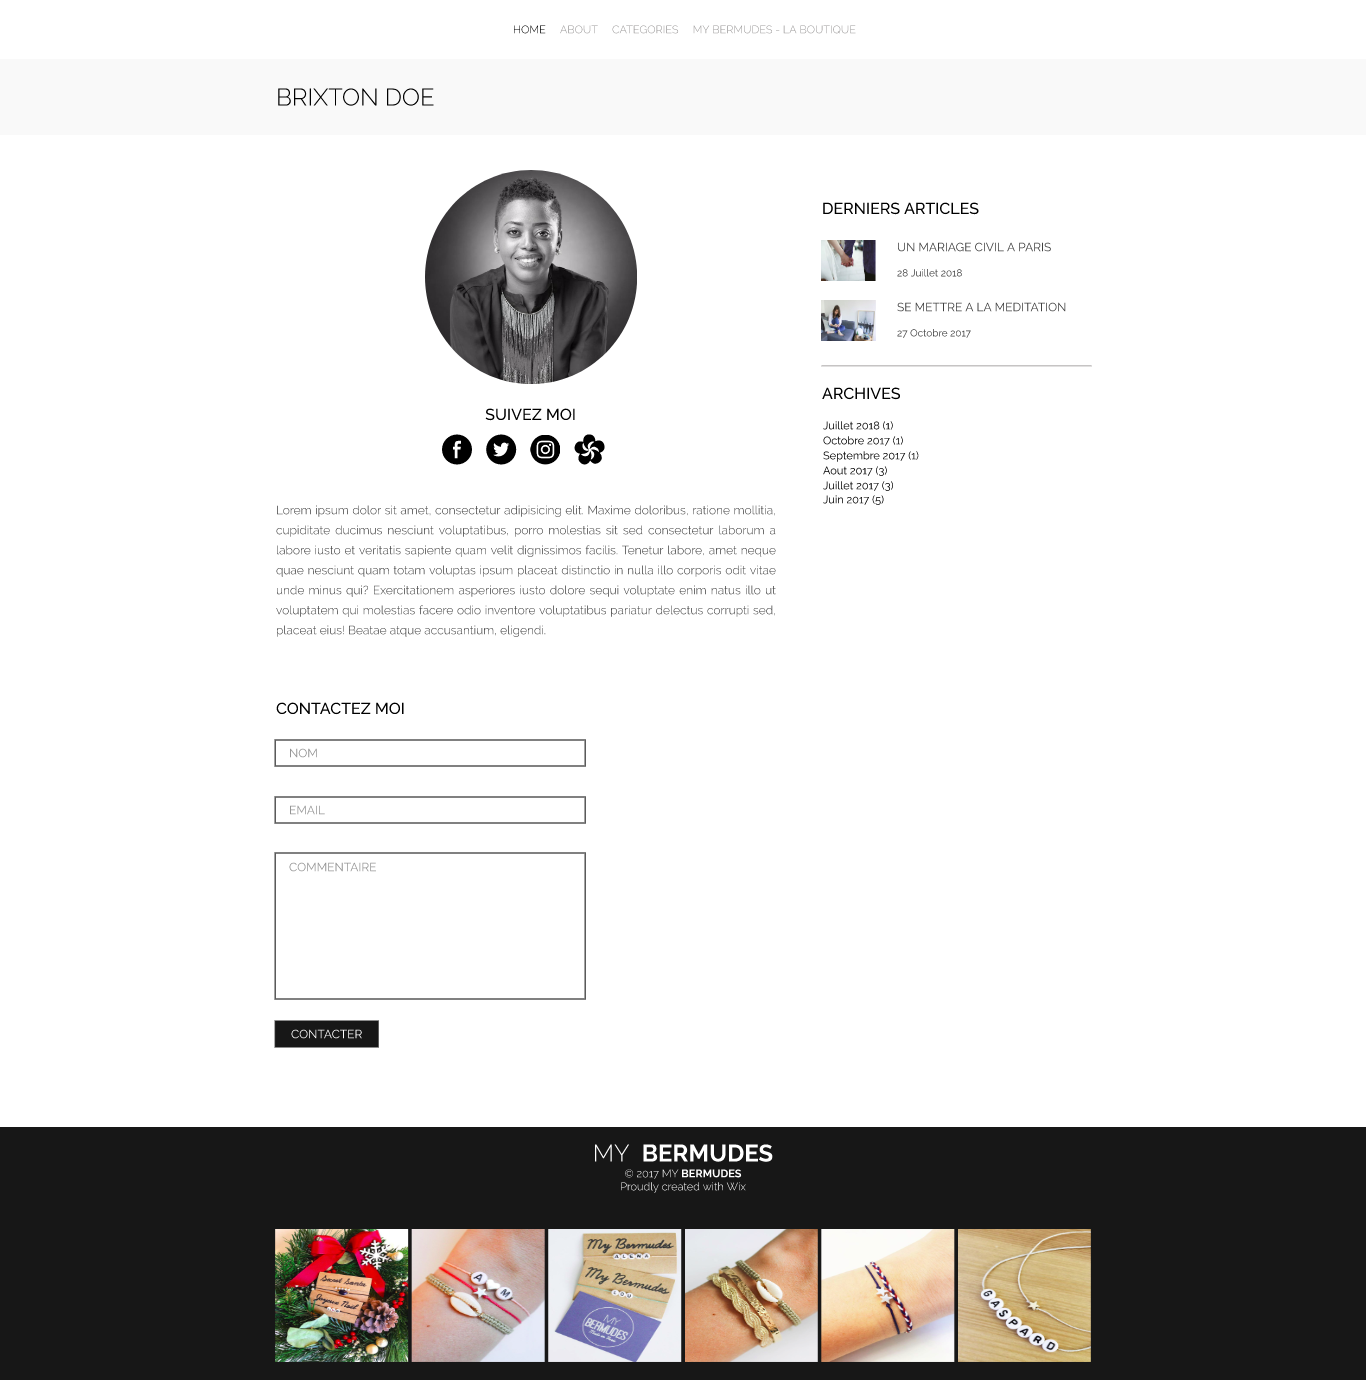 HOME ABOUT CATEGORIES MY BERMUDES - LA BOUTIQUE
BRIXTON DOE
SUIVEZ MOI
Lorem ipsum dolor sit amet, consectetur adipisicing elit. Maxime doloribus, ratione mollitia,
cupiditate ducimus nesciunt voluptatibus, porro molestias sit sed consectetur laborum a
labore iusto et veritatis sapiente quam velit dignissimos facilis. Tenetur labore, amet neque
quae nesciunt quam totam voluptas ipsum placeat distinctio in nulla illo corporis odit vitae
unde minus qui? Exercitationem asperiores iusto dolore sequi voluptate enim natus illo ut
voluptatem qui molestias facere odio inventore voluptatibus pariatur delectus corrupti sed,
placeat eius! Beatae atque accusantium, eligendi.
CONTACTEZ MOI
NOM
EMAIL
COMMENTAIRE
CONTACTER
DERNIERS ARTICLES
UN MARIAGE CIVIL A PARIS
28 Juillet 2018
SE METTRE A LA MEDITATION
27 Octobre 2017
ARCHIVES
Juillet 2018 (1)
Octobre 2017 (1)
Septembre 2017 (1)
Aout 2017 (3)
Juillet 2017 (3)
Juin 2017 (5)
MY BERMUDES
© 2017 MY BERMUDES
Proudly created with Wix
Secret Santa
Joyeux Noël
A M
My Bermudes
My Bermudes
MY
BERMUDES
GASPARD